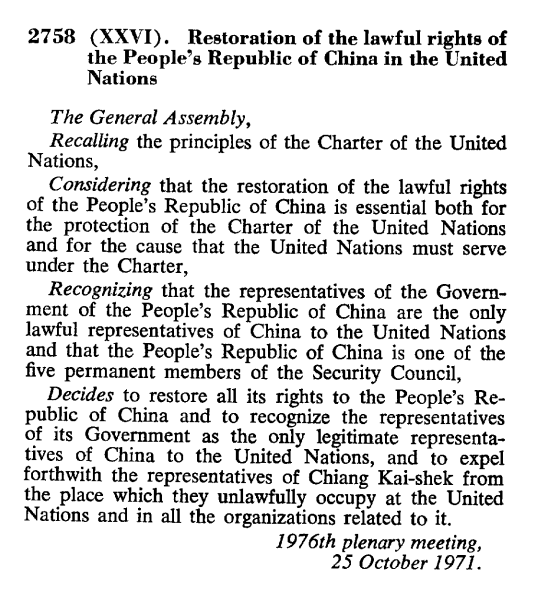 2758 (XXVI). Restoration of the lawful rights of
the People's Republic of China in the United
Nations
The General Assembly,
Recalling the principles of the Charter of the United
Nations,
Considering that the restoration of the lawful rights
of the People's Republic of China is essential both for
the protection of the Charter of the United Nations
and for the cause that the United Nations must serve
under the Charter,
Recognizing that the representatives of the Govern-
ment of the People's Republic of China are the only
lawful representatives of China to the United Nations
and that the People's Republic of China is one of the
five permanent members of the Security Council,
Decides to restore all its rights to the People's Re-
public of China and to recognize the representatives
of its Government as the only legitimate representa-
tives of China to the United Nations, and to expel
forthwith the representatives of Chiang Kai-shek from
the place which they unlawfully occupy at the United
Nations and in all the organizations related to it.
1976th plenary meeting,
25 October 1971.